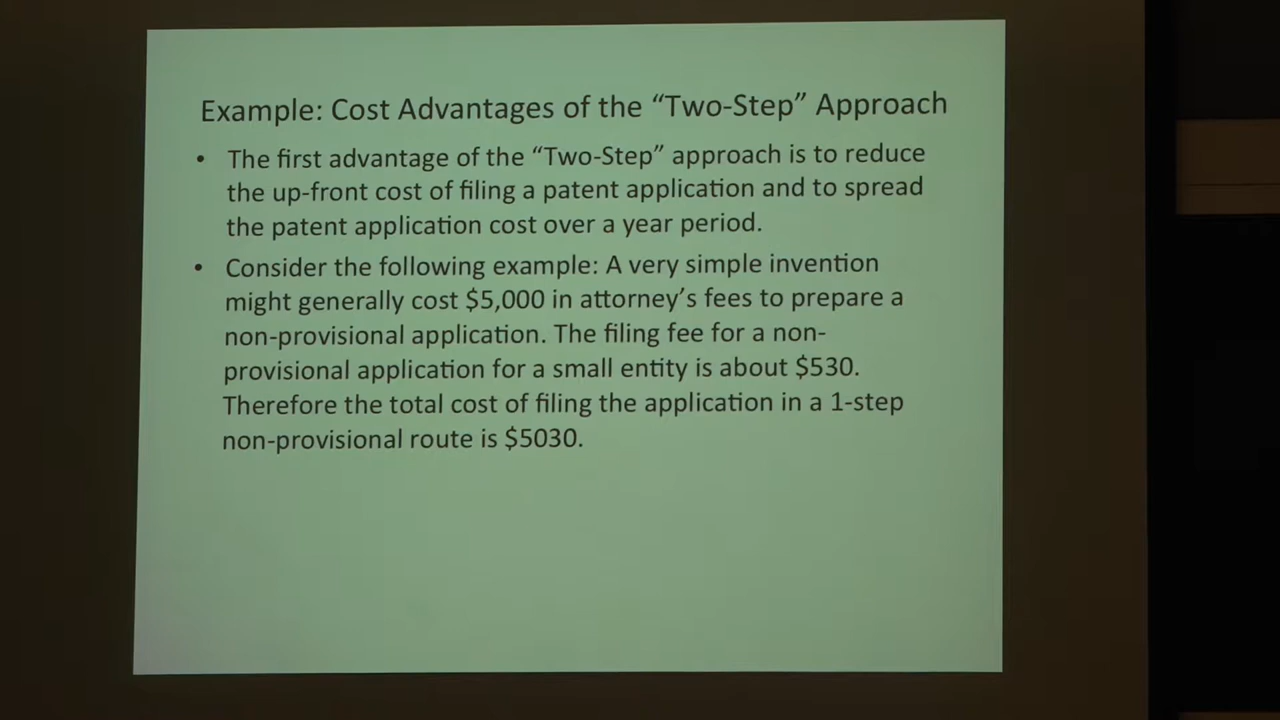 Example: Cost Advantages of the “Two-Step” Approach
• The first advantage of the “Two-Step” approach is to reduce
the up-front cost of filing a patent application and to spread
the patent application cost over a year period.
• Consider the following example: A very simple invention
might generally cost $5,000 in attorney’s fees to prepare a
non-provisional application. The filing fee for a non-
provisional application for a small entity is about $530.
Therefore the total cost of filing the application in a 1-step
non-provisional route is $5030.